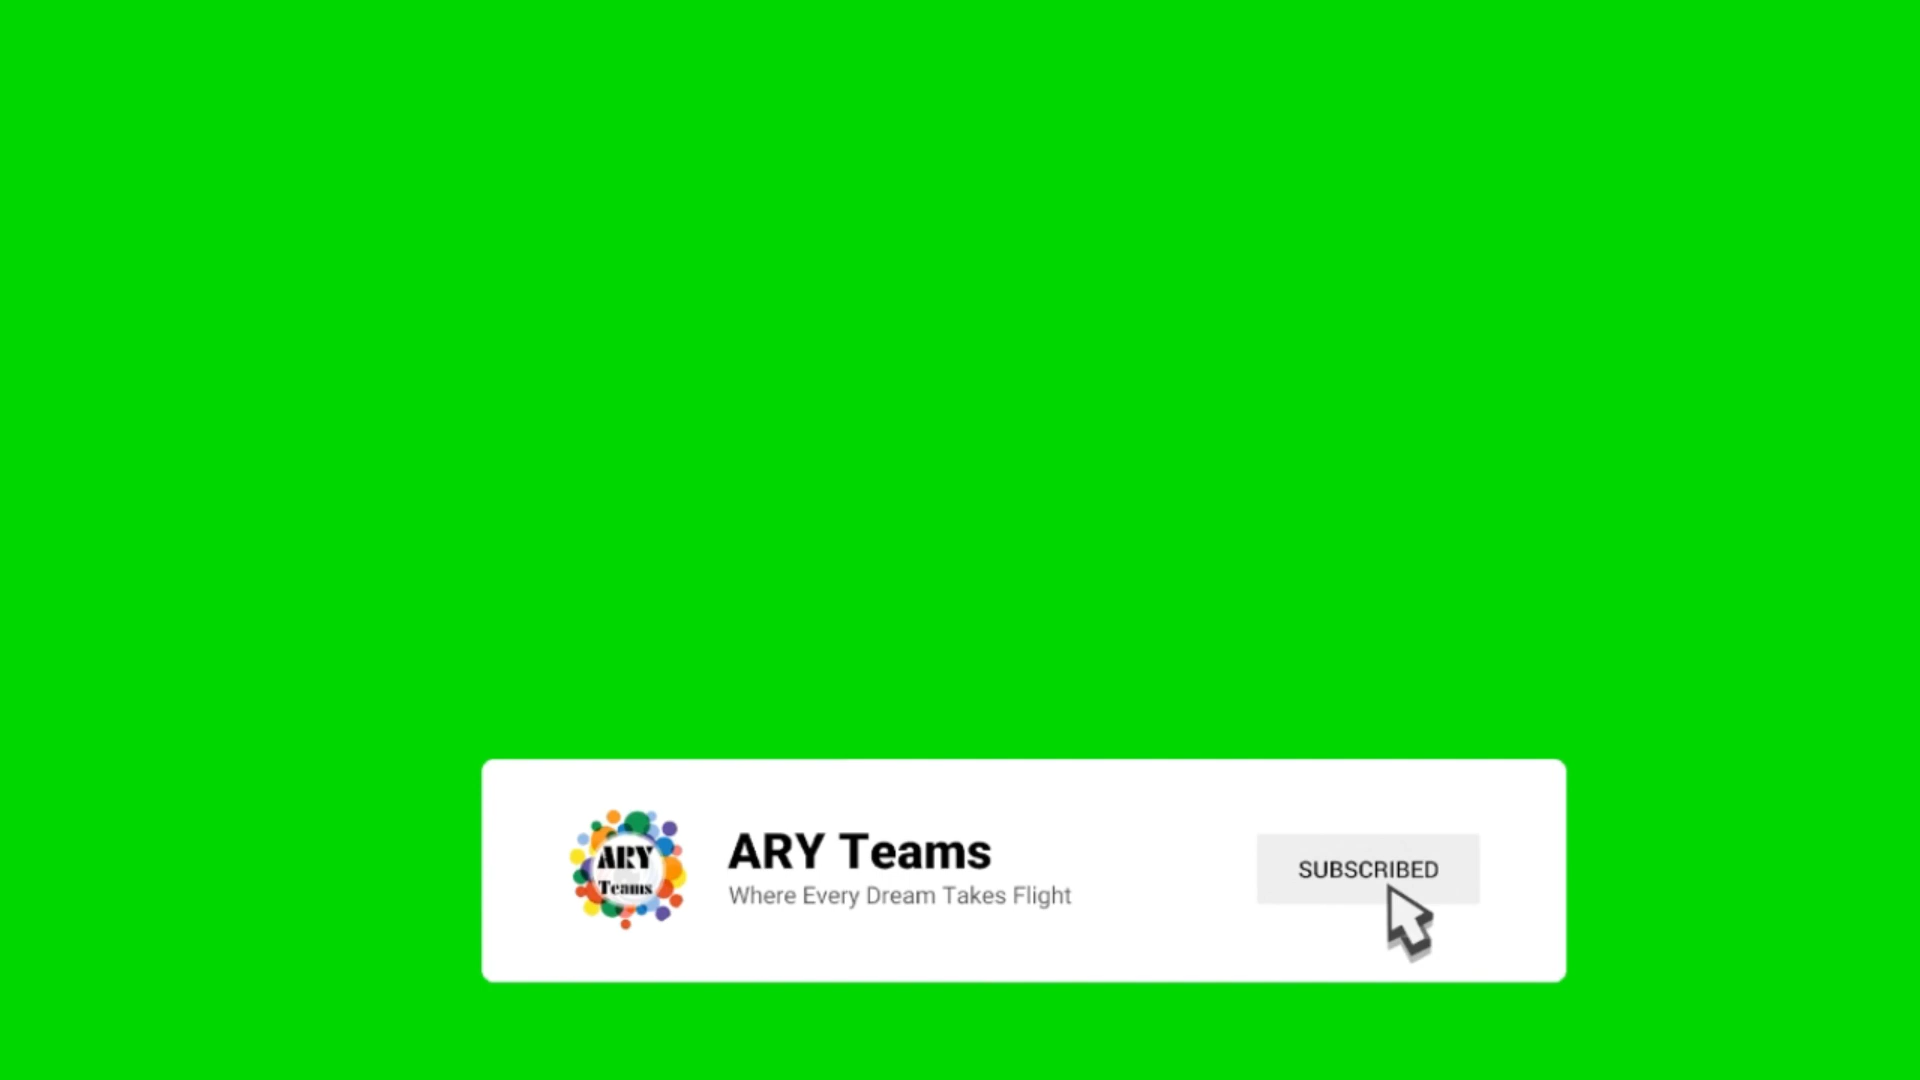 ARY
Teams
ARY Teams
Where Every Dream Takes Flight
SUBSCRIBED